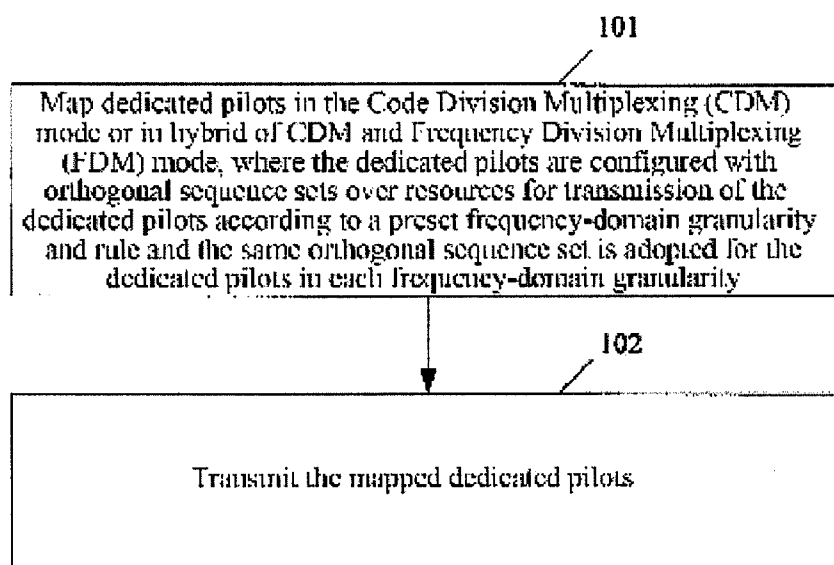 101
Map dedicated pilots in the Code Division Multiplexing (CDM)
mode or in hybrid of CDM and Frequency Division Multiplexing
(FDM) mode, where the dedicated pilots are configured with
orthogonal sequence sets over resources for transmission of the
dedicated pilots according to a preset frequency-domain granularity
and rule and the same orthogonal sequence set is adopted for the
dedicated pilots in each frequency-domain granularity
102
Transmit the mapped dedicated pilots